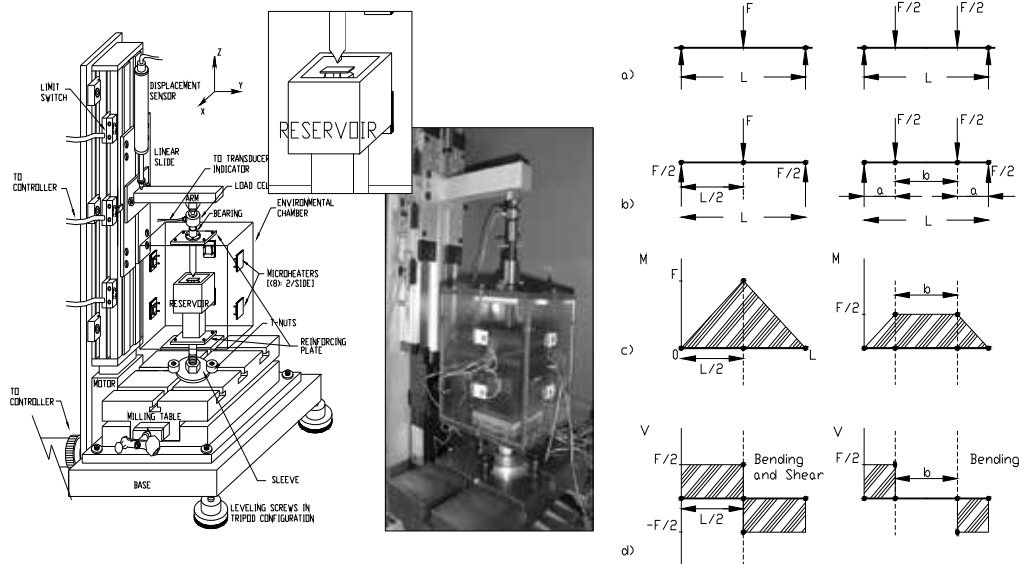 Z
Y
X
LIMIT
SWITCH
DISPLACEMENT
SENSOR
LINEAR
SLIDE
TO TRANSDUCER
INDICATOR
TO
CONTROLLER
LOAD CEL
ARM
BEARING
ENVIRONMENTAL
CHAMBER
MICROHEATERS
[(8): 2/SIDE]
RESERVOIR
T-NUTS
REINFORCING
PLATE
MOTOR
TO
CONTROLLER
MILLING TABLE
BASE
SLEEVE
LEVELING SCREWS IN
TRIPOD CONFIGURATION
RESERVOIR
a)
F
L
F/2
F/2
L
b)
F
F/2
F/2
L/2
L
F/2
F/2
F/2
a
b
a
L
c)
M
F
0
L/2
L
M
F/2
b
d)
V
F/2
-F/2
L/2
Bending
and Shear
V
F/2
b
Bending